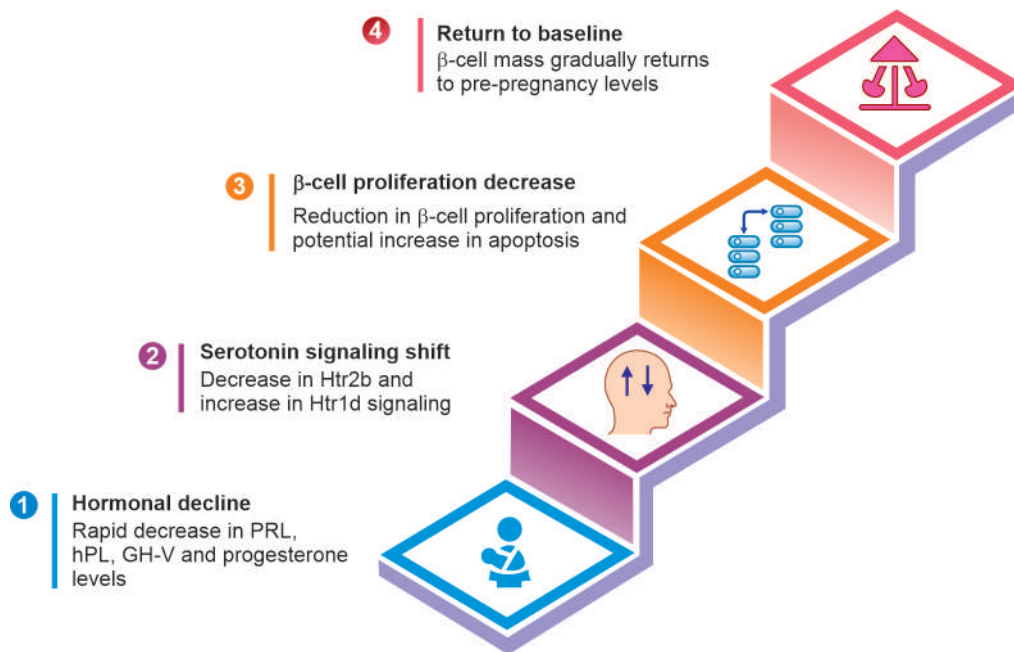 4
Return to baseline
β-cell mass gradually returns
to pre-pregnancy levels
3
β-cell proliferation decrease
Reduction in β-cell proliferation and
potential increase in apoptosis
2
Serotonin signaling shift
Decrease in Htr2b and
increase in Htr1d signaling
1
Hormonal decline
Rapid decrease in PRL,
hPL, GH-V and progesterone
levels